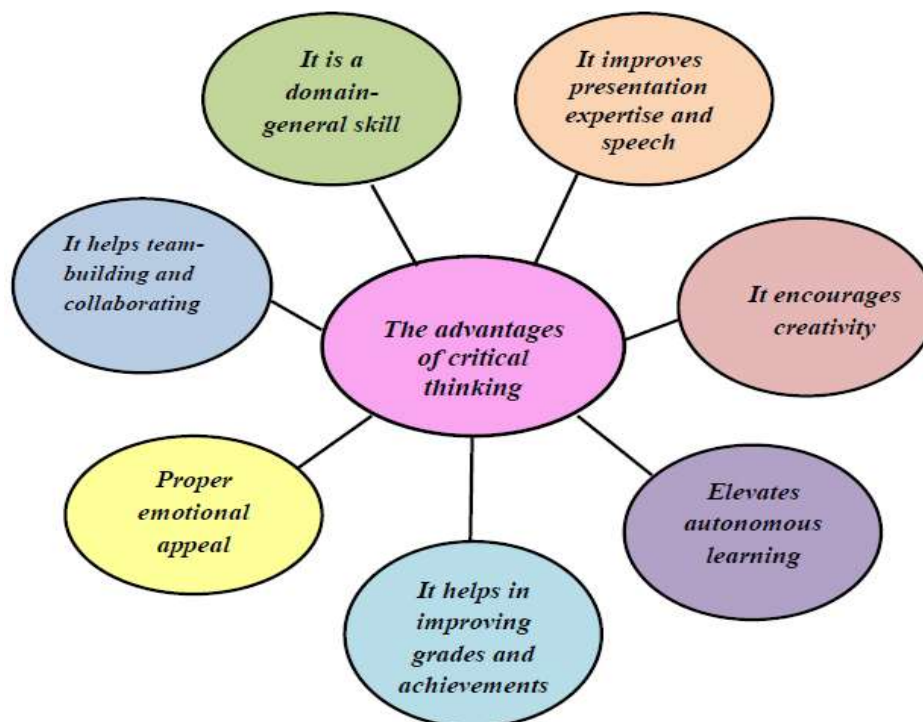 It is a
domain-
general skill
It improves
presentation
expertise and
speech
It helps team-
building and
collaborating
It encourages
creativity
The advantages
of critical
thinking
Proper
emotional
appeal
Elevates
autonomous
learning
It helps in
improving
grades and
achievements